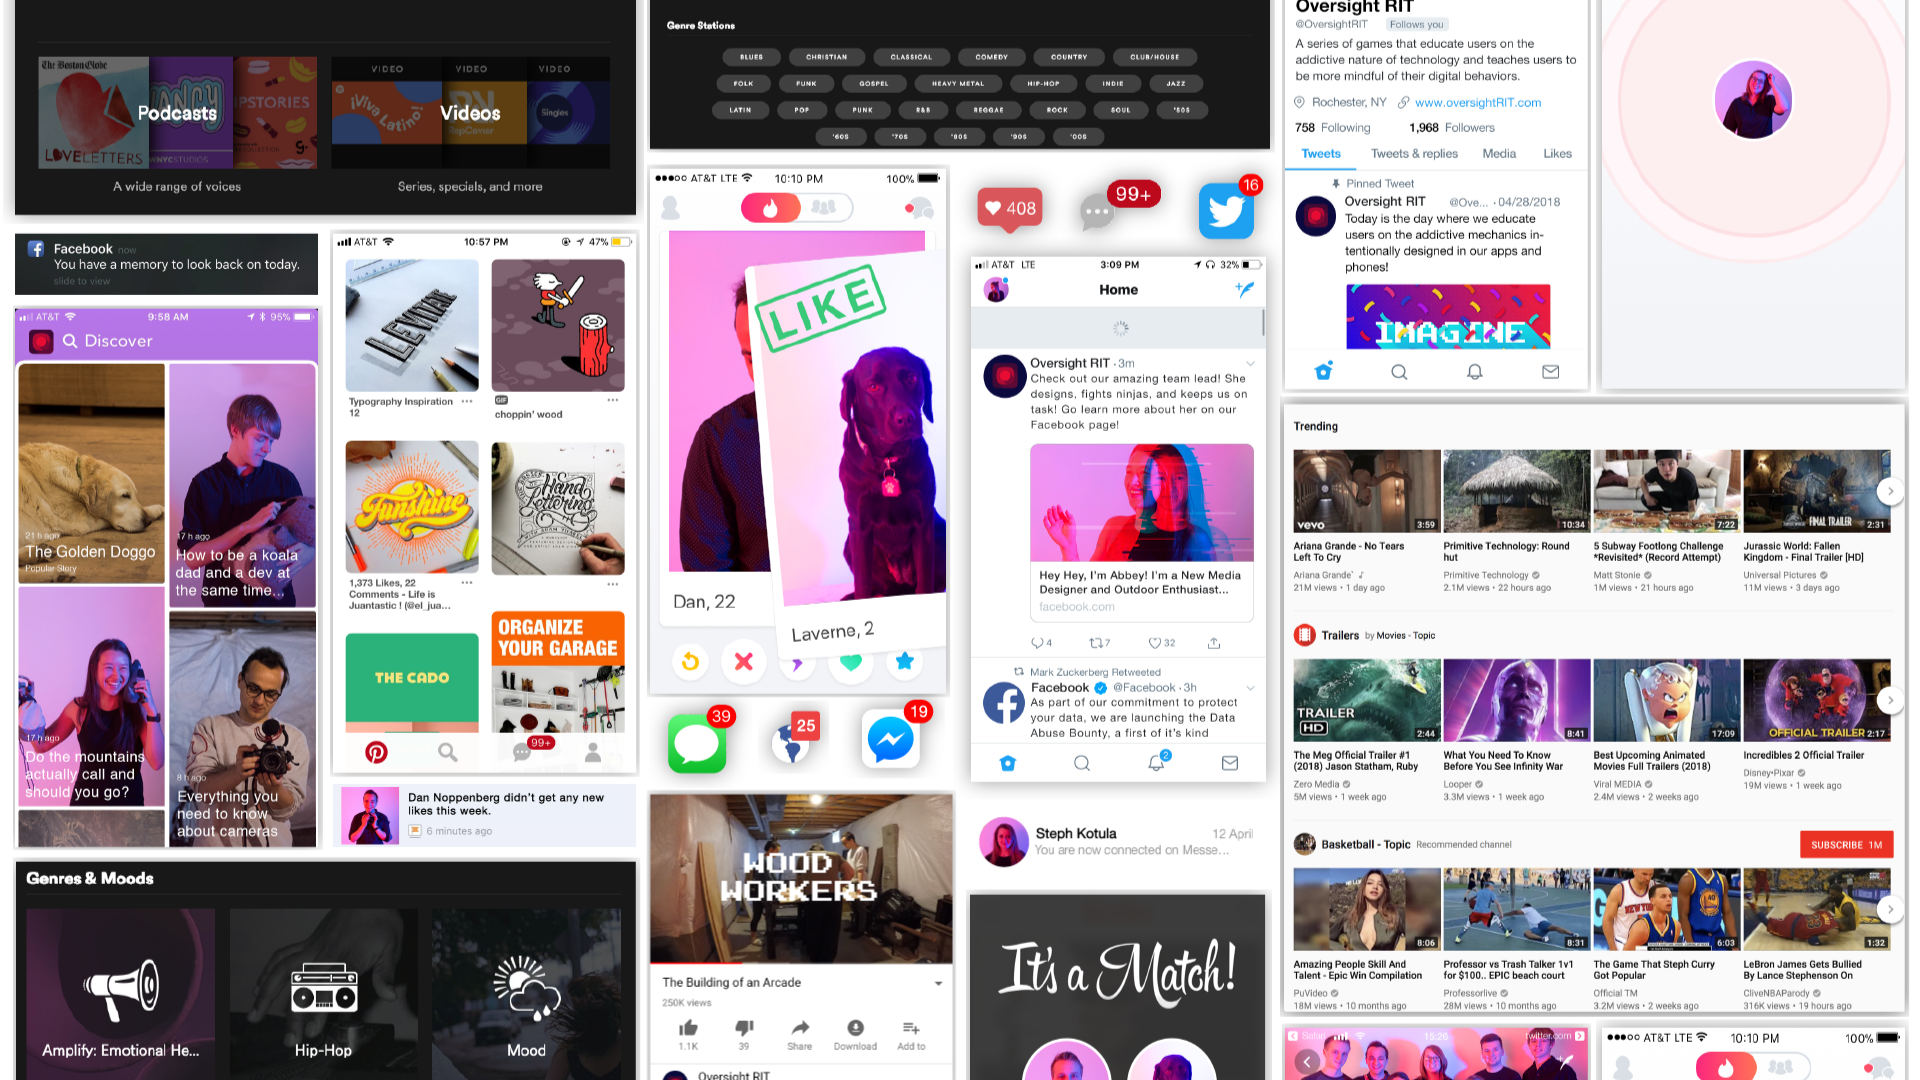 The Boston Globe
LOVELETTERS
WNYCSTUDIOS
Podcasts
A wide range of voices
VIDEO
VIDEO
VIDEO
¡Viva Latino!
RapCaviar
Singles
Videos
Series, specials, and more
Facebook now
You have a memory to look back on today.
slide to view
AT&T
9:58 AM
95%
Discover
21 h ago
The Golden Doggo
Popular Story
17 h ago
How to be a koala
dad and a dev at
the same time...
17 h ago
Do the mountains
actually call and
should you go?
8 h ago
Everything you
need to know
about cameras
AT&T
10:57 PM
47%
Typography Inspiration
12
GIF
choppin' wood
Funshine
Hand
Lettering
1,373 Likes, 22
Comments - Life is
Juantastic ! (@el_jua...
THE CADO
ORGANIZE
YOUR GARAGE
99+
Dan Noppenberg didn't get any new
likes this week.
6 minutes ago
Genres & Moods
Amplify: Emotional He...
Hip-Hop
Mood
Genre Stations
BLUES
CHRISTIAN
CLASSICAL
COMEDY
COUNTRY
CLUB/HOUSE
FOLK
FUNK
GOSPEL
HEAVY METAL
HIP-HOP
INDIE
JAZZ
LATIN
POP
PUNK
R&B
REGGAE
ROCK
SOUL
'50S
'60S
'70S
'80S
'90S
'00S
AT&T LTE
10:10 PM
100%
LIKE
Dan, 22
Laverne, 2
39
25
19
WOOD
WORKERS
The Building of an Arcade
250K views
1.1K
39
Share
Download
Add to
Oversight RIT
408
99+
16
AT&T LTE
3:09 PM
32%
Home
Oversight RIT · 3m
Check out our amazing team lead! She
designs, fights ninjas, and keeps us on
task! Go learn more about her on our
Facebook page!
Hey Hey, I'm Abbey! I'm a New Media
Designer and Outdoor Enthusiast...
facebook.com
4
7
32
Mark Zuckerberg Retweeted
Facebook @Facebook · 3h
As part of our commitment to protect
your data, we are launching the Data
Abuse Bounty, a first of it's kind
2
Steph Kotula
12 April
You are now connected on Messe...
It's a Match!
Oversight RIT
@OversightRIT
Follows you
A series of games that educate users on the
addictive nature of technology and teaches users to
be more mindful of their digital behaviors.
Rochester, NY
www.oversightRIT.com
758 Following
1,968 Followers
Tweets
Tweets & replies
Media
Likes
Pinned Tweet
Oversight RIT @Ove... · 04/28/2018
Today is the day where we educate
users on the addictive mechanics in-
tentionally designed in our apps and
phones!
IMAGINE
Trending
vevo
3:59
10:34
7:22
FINAL TRAILER
2:31
Ariana Grande - No Tears
Left To Cry
Ariana Grande
21M views • 1 day ago
Primitive Technology: Round
hut
Primitive Technology
2.1M views • 22 hours ago
5 Subway Footlong Challenge
*Revisited* (Record Attempt)
Matt Stonie
1M views • 21 hours ago
Jurassic World: Fallen
Kingdom - Final Trailer [HD]
Universal Pictures
11M views • 3 days ago
Trailers by Movies - Topic
TRAILER
HD
2:44
8:41
17:09
OFFICIAL TRAILER 2:17
The Meg Official Trailer #1
(2018) Jason Statham, Ruby
Zero Media
5M views • 1 week ago
What You Need To Know
Before You See Infinity War
Looper
3.3M views • 1 week ago
Best Upcoming Animated
Movies Full Trailers (2018)
Viral MEDIA
2.4M views • 2 weeks ago
Incredibles 2 Official Trailer
Disney•Pixar
19M views • 1 week ago
Basketball - Topic Recommended channel
SUBSCRIBE 1M
8:06
8:31
NEW YORK
6:03
1:32
Amazing People Skill And
Talent - Epic Win Compilation
PuVideo
18M views • 10 months ago
Professor vs Trash Talker 1v1
for $100.. EPIC beach court
Professorlive
28M views • 10 months ago
The Game That Steph Curry
Got Popular
Official TM
3.2M views • 2 weeks ago
LeBron James Gets Bullied
By Lance Stephenson On
CliveNBAParody
316K views • 19 hours ago
Safari
15:26
twitter.com
AT&T LTE
10:10 PM
100%